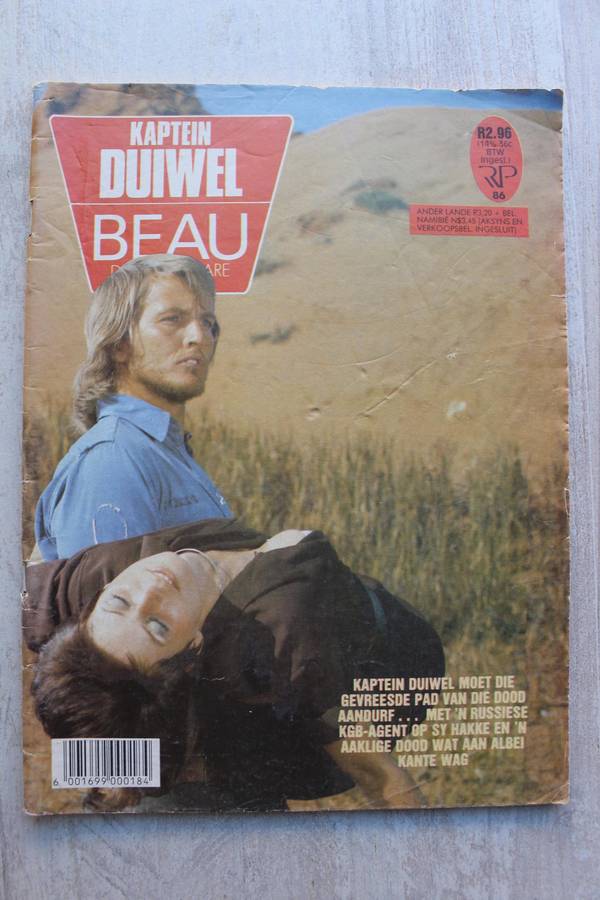 KAPTEIN
DUIWEL
BEAU
ARE
R2.96
(14% 36c
BTW
Ingesl.)
RP
86
ANDER LANDE R3,20 + BEL.
NAMIBIË N$3,45 (AKSYNS EN
VERKOOPSBEL. INGESLUIT)
KAPTEIN DUIWEL MOET DIE
GEVREESDE PAD VAN DIE DOOD
AANDURF . . . MET 'N RUSSIESE
KGB-AGENT OP SY HAKKE EN 'N
AAKLIGE DOOD WAT AAN ALBEI
KANTE WAG
6 001699 000184